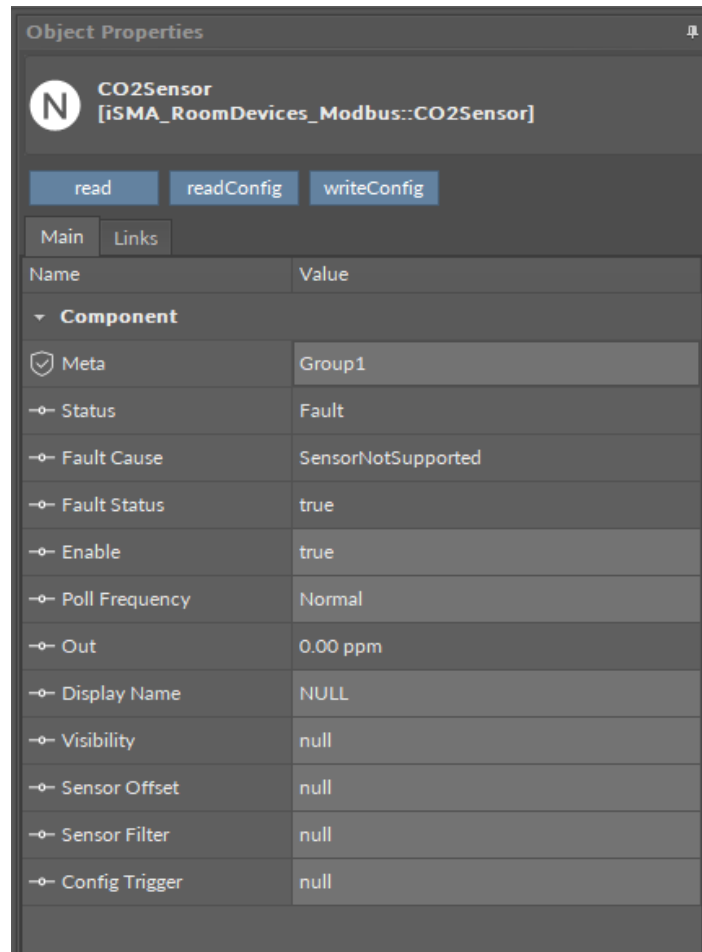 Object Properties
N
CO2Sensor
[iSMA_RoomDevices_Modbus::CO2Sensor]
read readConfig writeConfig
Main Links
Name Value
Component
Meta Group1
Status Fault
Fault Cause SensorNotSupported
Fault Status true
Enable true
Poll Frequency Normal
Out 0.00 ppm
Display Name NULL
Visibility null
Sensor Offset null
Sensor Filter null
Config Trigger null